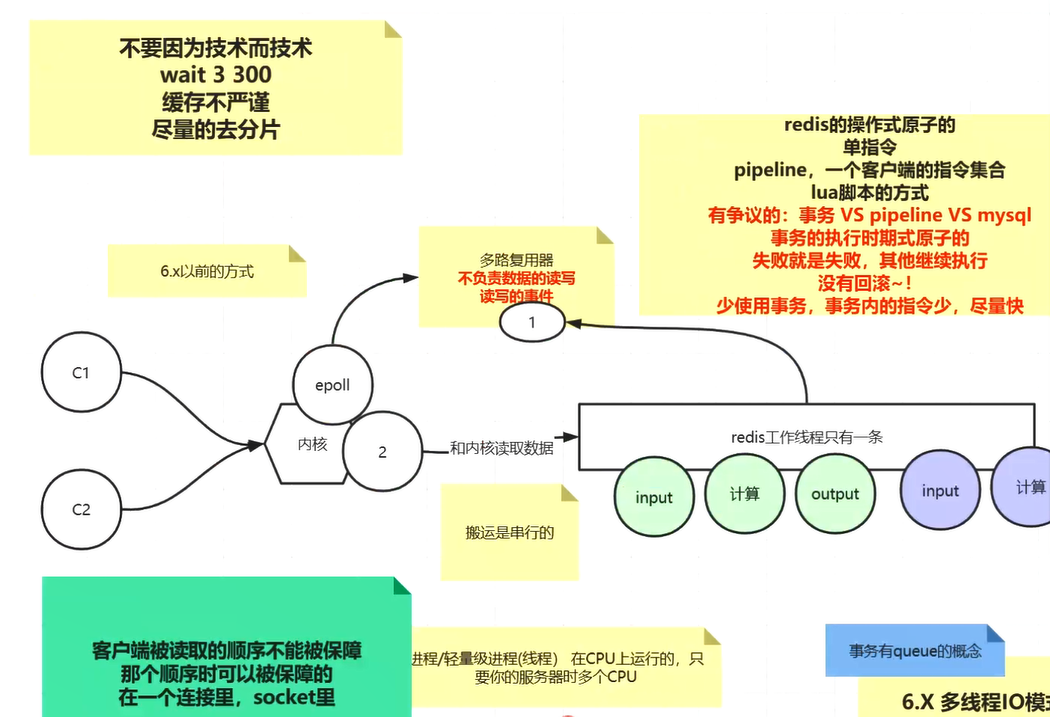 不要因为技术而技术
wait 3 300
缓存不严谨
尽量的去分片
redis的操作式原子的
单指令
pipeline，一个客户端的指令集合
lua脚本的方式
有争议的：事务 VS pipeline VS mysql
事务的执行时期式原子的
失败就是失败，其他继续执行
没有回滚~！
少使用事务，事务内的指令少，尽量快
6.x以前的方式
多路复用器
不负责数据的读写
读写的事件
1
C1
epoll
内核
2
和内核读取数据
redis工作线程只有一条
input
计算
output
input
计算
C2
搬运是串行的
客户端被读取的顺序不能被保障
那个顺序时可以被保障的
在一个连接里，socket里
进程/轻量级进程(线程） 在CPU上运行的，只
要你的服务器时多个CPU
事务有queue的概念
6.X 多线程IO模